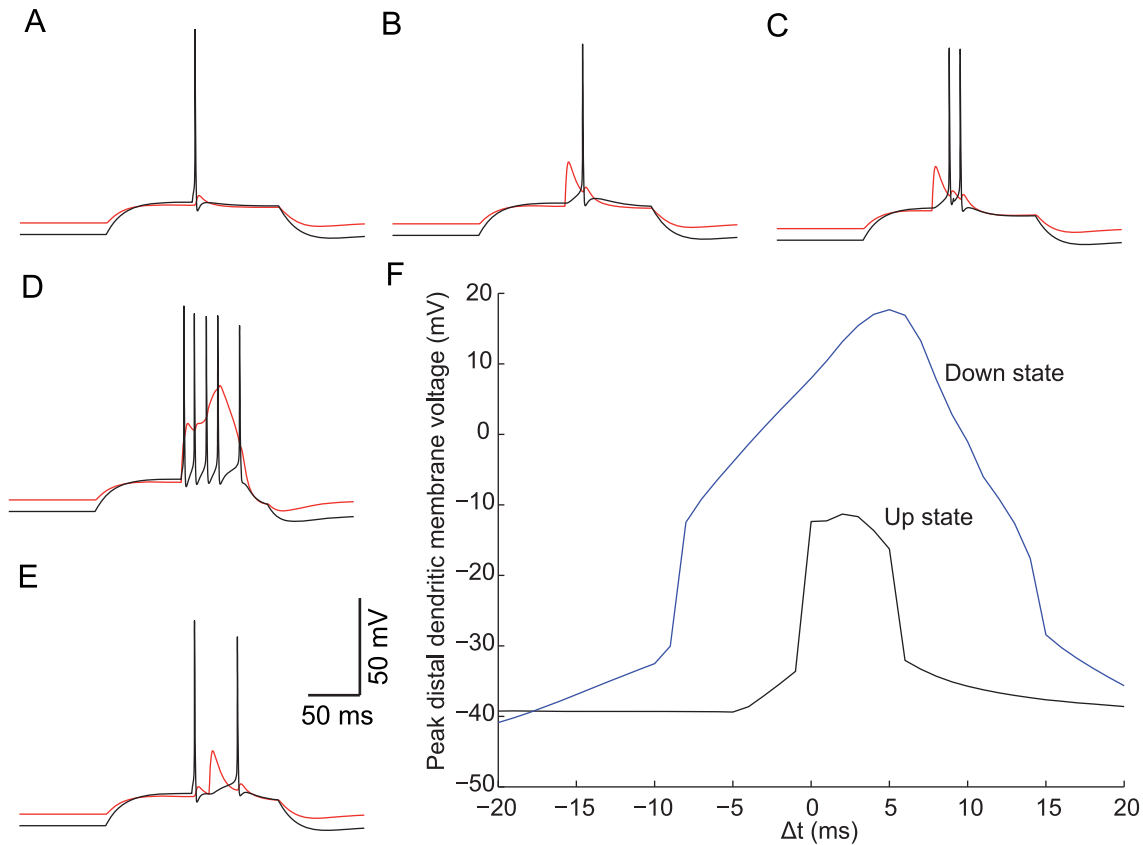 A
B
C
D
E
50 mV
50 ms
F
Peak distal dendritic membrane voltage (mV)
20
10
0
−10
−20
−30
−40
−50
Down state
Up state
−20
−15
−10
−5
0
5
10
15
20
Δt (ms)